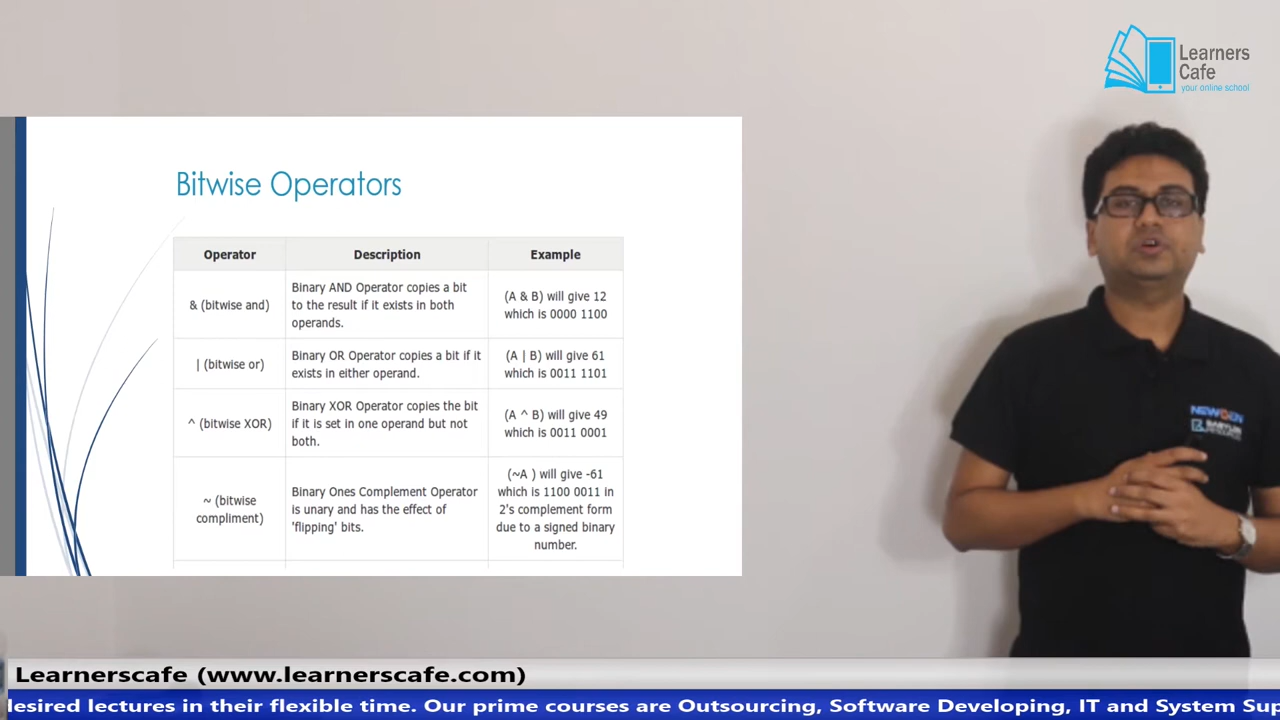 Learners
Cafe
your online school
Bitwise Operators
Operator Description Example
& (bitwise and)
Binary AND Operator copies a bit
to the result if it exists in both
operands.
(A & B) will give 12
which is 0000 1100
| (bitwise or)
Binary OR Operator copies a bit if it
exists in either operand.
(A | B) will give 61
which is 0011 1101
^ (bitwise XOR)
Binary XOR Operator copies the bit
if it is set in one operand but not
both.
(A ^ B) will give 49
which is 0011 0001
~ (bitwise
compliment)
Binary Ones Complement Operator
is unary and has the effect of
'flipping' bits.
(~A ) will give -61
which is 1100 0011 in
2's complement form
due to a signed binary
number.
Learnerscafe (www.learnerscafe.com)
lectures in their flexible time. Our prime courses are Outsourcing, Software Developing, IT and System